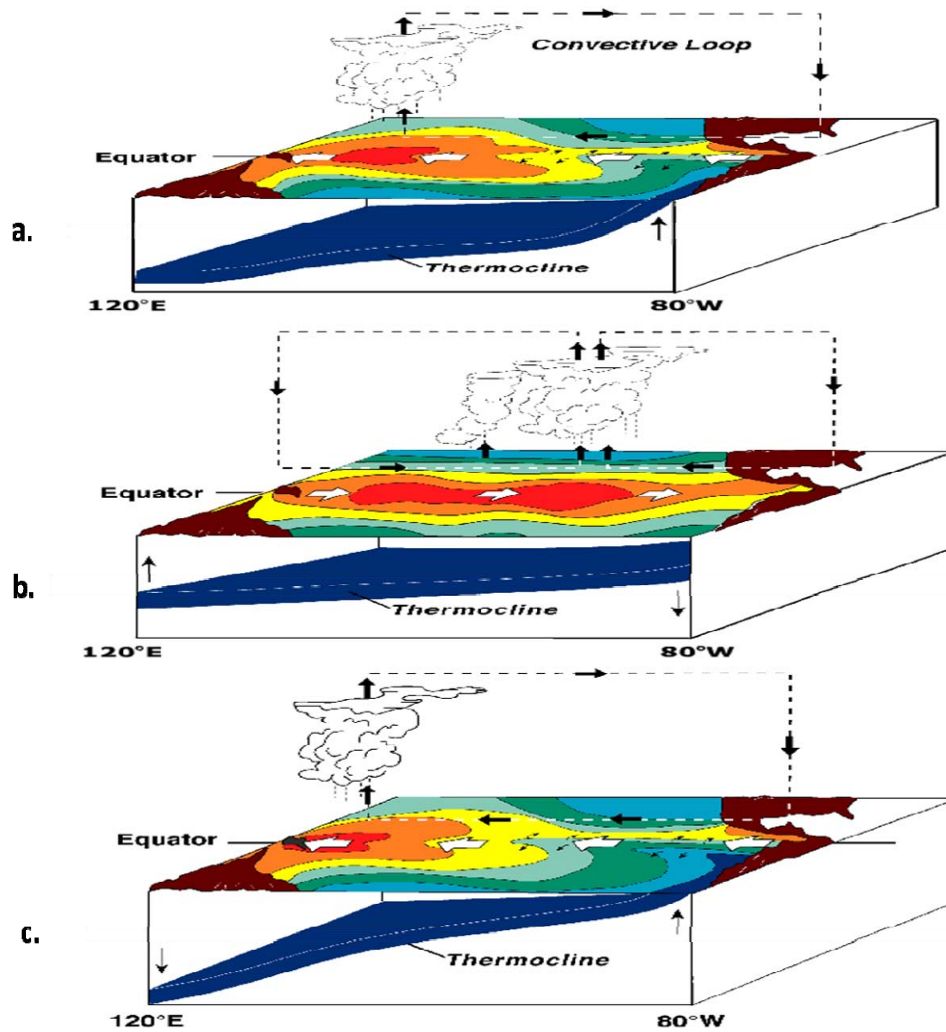 Convective Loop
Equator
a.
Thermocline
120°E 80°W
Equator
b.
Thermocline
120°E 80°W
Equator
c.
Thermocline
120°E 80°W